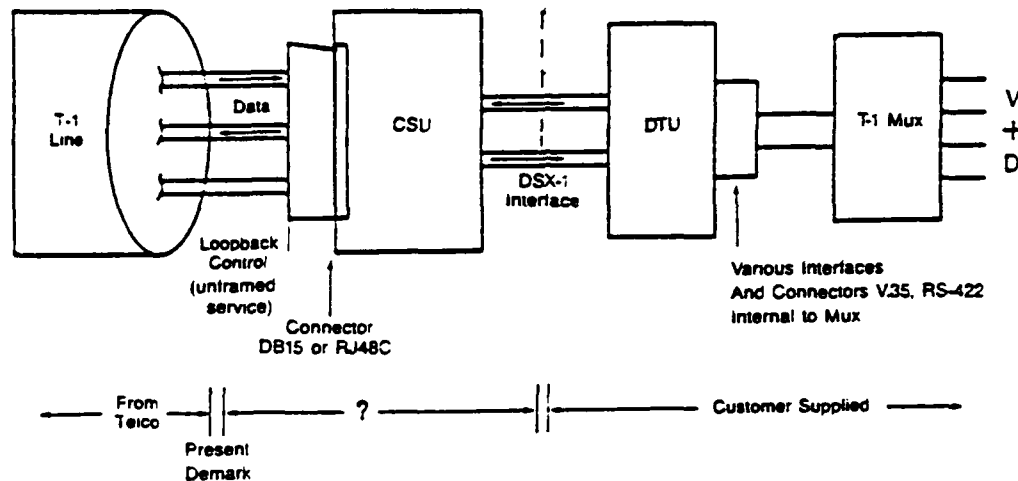 T-1
Line
Data
CSU
DSX-1
Interface
DTU
T-1 Mux
V
+
D
Loopback
Control
(unframed
service)
Connector
DB15 or RJ48C
Various Interfaces
And Connectors V.35, RS-422
Internal to Mux
From
Telco
Present
Demark
?
Customer Supplied